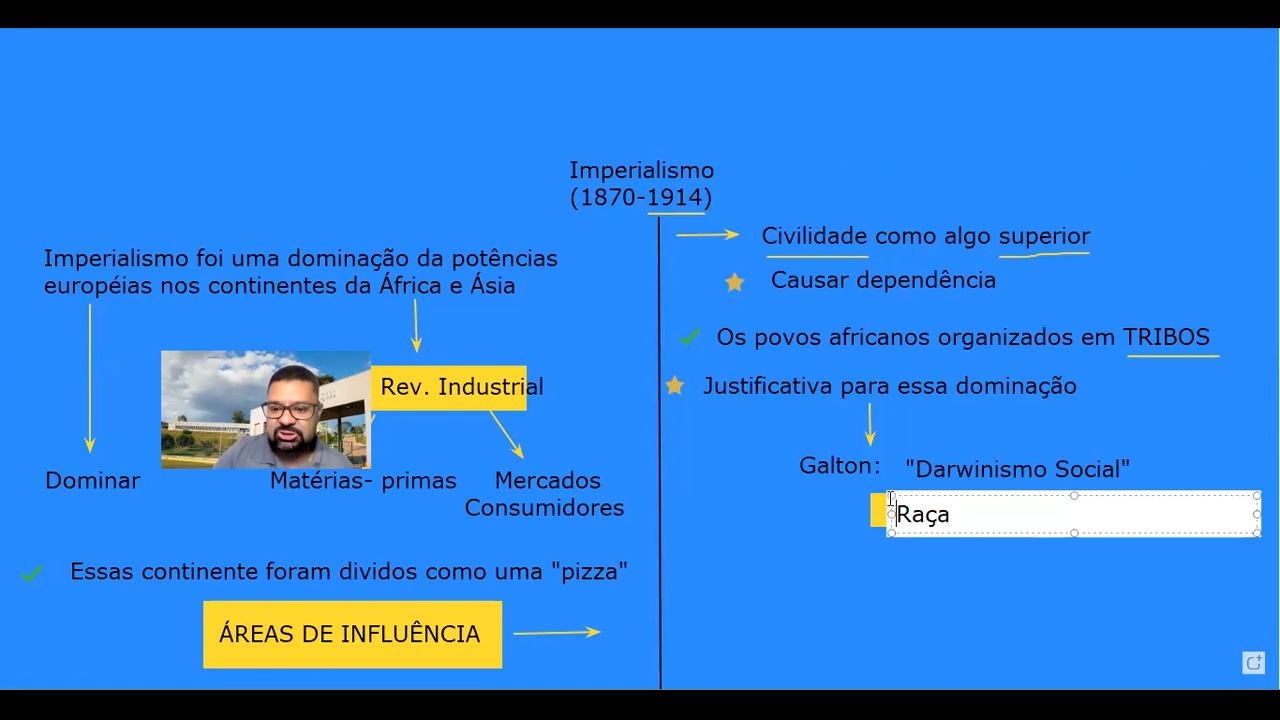 Imperialismo
(1870-1914)
Imperialismo foi uma dominação da potências
européias nos continentes da África e Ásia
Rev. Industrial
Dominar
Matérias- primas
Mercados
Consumidores
Essas continente foram dividos como uma "pizza"
ÁREAS DE INFLUÊNCIA
Civilidade como algo superior
Causar dependência
Os povos africanos organizados em TRIBOS
Justificativa para essa dominação
Galton: "Darwinismo Social"
Raça